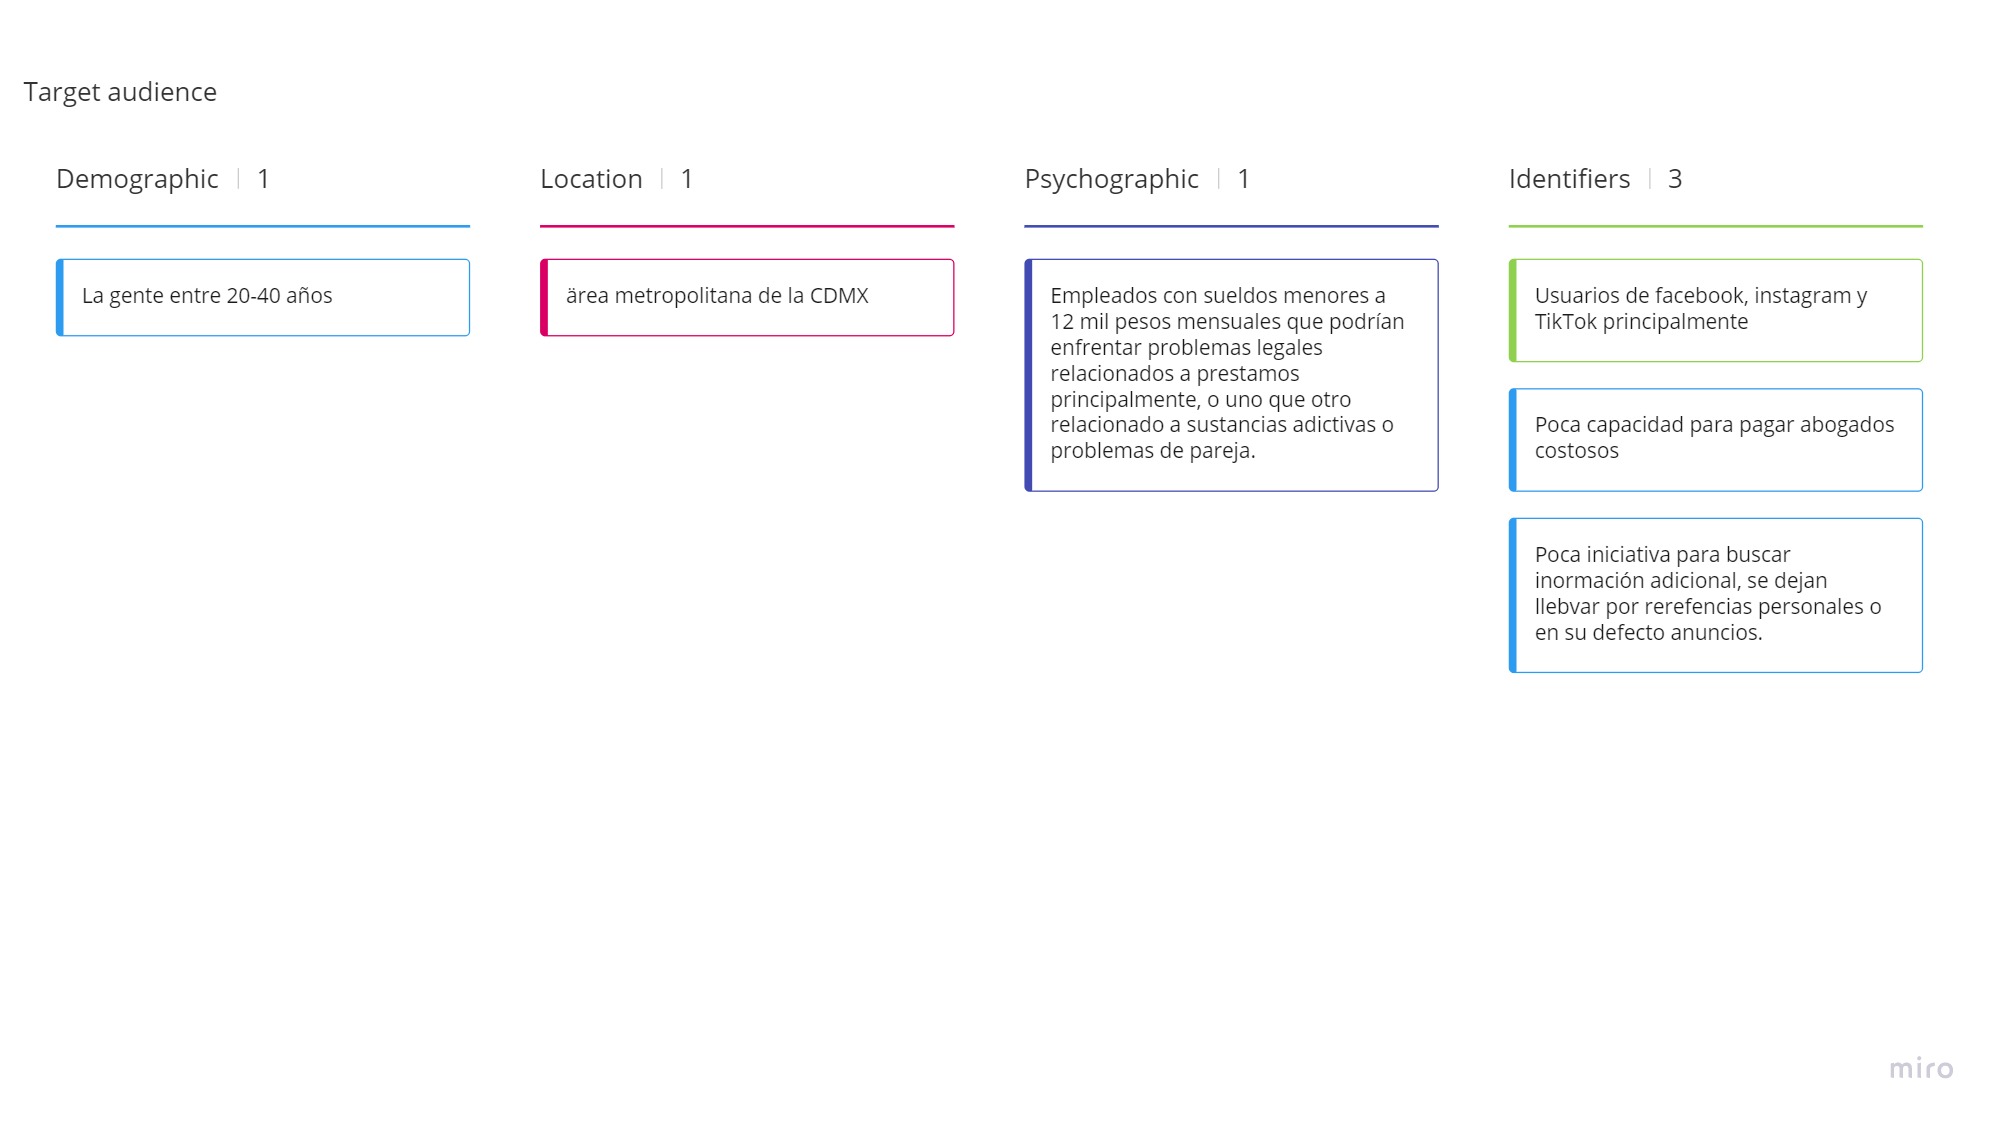 Target audience
Demographic | 1
La gente entre 20-40 años
Location | 1
ärea metropolitana de la CDMX
Psychographic | 1
Empleados con sueldos menores a
12 mil pesos mensuales que podrían
enfrentar problemas legales
relacionados a prestamos
principalmente, o uno que otro
relacionado a sustancias adictivas o
problemas de pareja.
Identifiers | 3
Usuarios de facebook, instagram y
TikTok principalmente
Poca capacidad para pagar abogados
costosos
Poca iniciativa para buscar
inormación adicional, se dejan
llebvar por rerefencias personales o
en su defecto anuncios.
miro